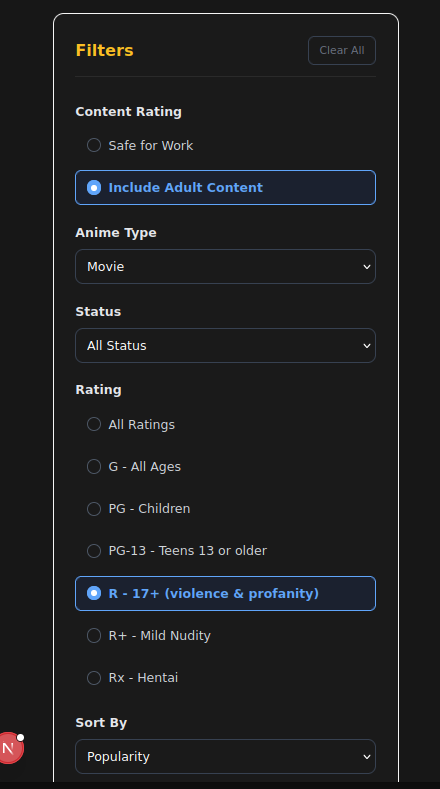 Filters
Clear All
Content Rating
Safe for Work
Include Adult Content
Anime Type
Movie
Status
All Status
Rating
All Ratings
G - All Ages
PG - Children
PG-13 - Teens 13 or older
R - 17+ (violence & profanity)
R+ - Mild Nudity
Rx - Hentai
Sort By
Popularity
N